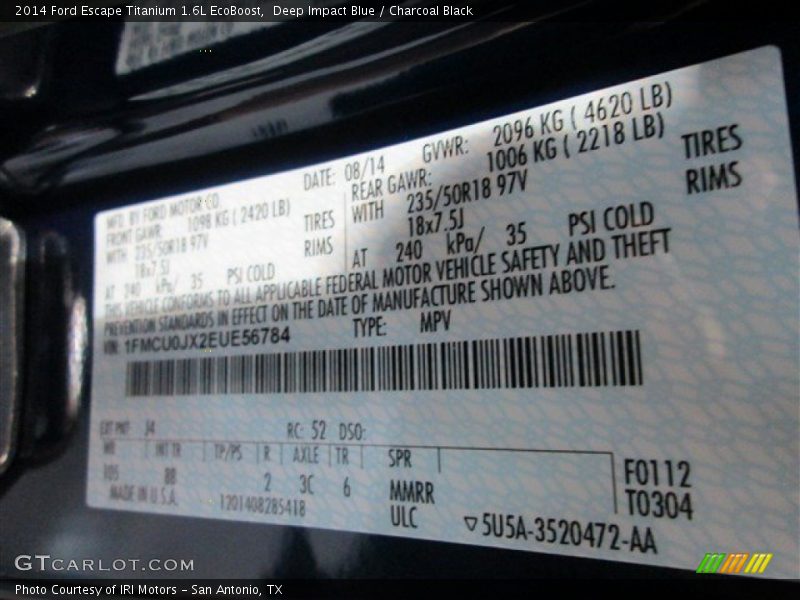 2014 Ford Escape Titanium 1.6L EcoBoost, Deep Impact Blue / Charcoal Black
MFD BY FORD MOTOR CO. DATE: 08/14 GVWR: 2096 KG ( 4620 LB)
FRONT GAWR: 1098 KG ( 2420 LB) REAR GAWR: 1006 KG ( 2218 LB)
WITH 235/50R18 97V TIRES WITH 235/50R18 97V TIRES
18x7.5J RIMS 18x7.5J RIMS
AT 240 kPa/ 35 PSI COLD AT 240 kPa/ 35 PSI COLD
THIS VEHICLE CONFORMS TO ALL APPLICABLE FEDERAL MOTOR VEHICLE SAFETY AND THEFT
PREVENTION STANDARDS IN EFFECT ON THE DATE OF MANUFACTURE SHOWN ABOVE.
VIN: 1FMCU0JX2EUE56784 TYPE: MPV
EXT PNT: J4 RC: 52 DSO:
WB INT TR TP/PS R AXLE TR SPR
105 8B 2 3C 6 MMRR F0112
MADE IN U.S.A. 1201408285418 ULC T0304
▽5U5A-3520472-AA
GTCARLOT.COM
Photo Courtesy of IRI Motors – San Antonio, TX